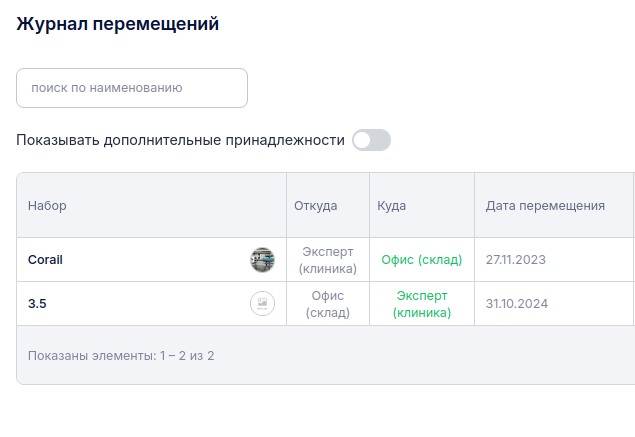 Журнал перемещений
поиск по наименованию
Показывать дополнительные принадлежности
Набор Откуда Куда Дата перемещения
Corail Эксперт (клиника) Офис (склад) 27.11.2023
3.5 Офис (склад) Эксперт (клиника) 31.10.2024
Показаны элементы: 1 – 2 из 2